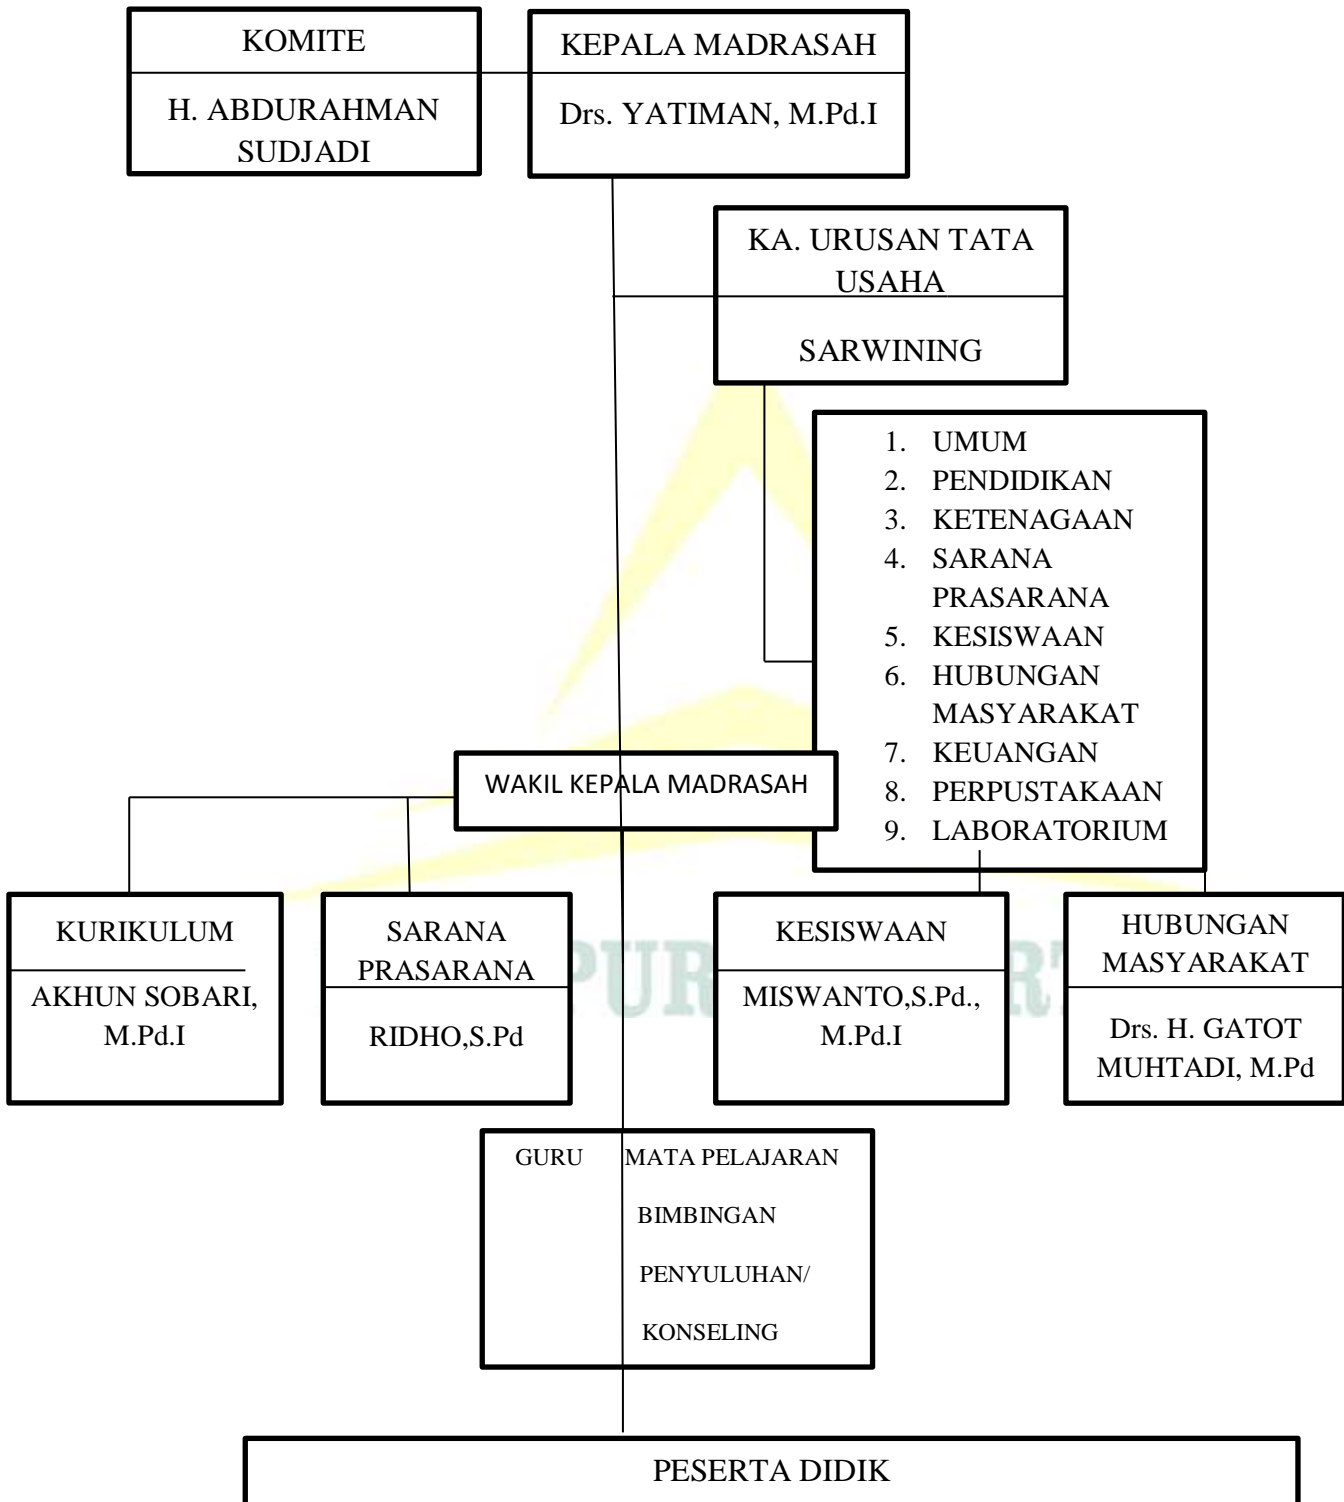 KOMITE
H. ABDURAHMAN
SUDJADI
KEPALA MADRASAH
Drs. YATIMAN, M.Pd.I
KA. URUSAN TATA
USAHA
SARWINING
1. UMUM
2. PENDIDIKAN
3. KETENAGAAN
4. SARANA
PRASARANA
5. KESISWAAN
6. HUBUNGAN
MASYARAKAT
7. KEUANGAN
8. PERPUSTAKAAN
9. LABORATORIUM
WAKIL KEPALA MADRASAH
KURIKULUM
AKHUN SOBARI,
M.Pd.I
SARANA
PRASARANA
RIDHO,S.Pd
KESISWAAN
MISWANTO,S.Pd.,
M.Pd.I
HUBUNGAN
MASYARAKAT
Drs. H. GATOT
MUHTADI, M.Pd
GURU MATA PELAJARAN
BIMBINGAN
PENYULUHAN/
KONSELING
PESERTA DIDIK